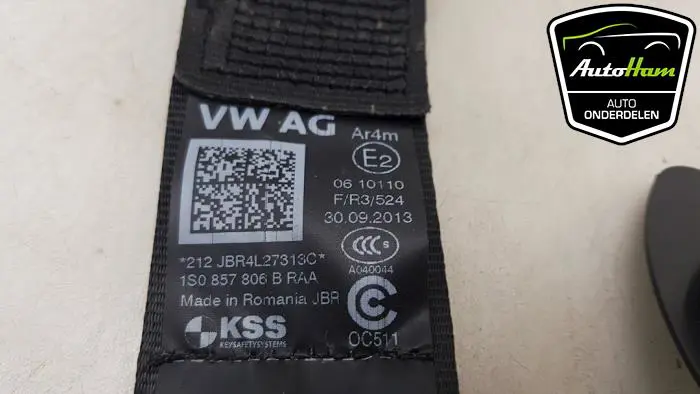 VW AG
Ar4m
E2
06 10110
F/R3/524
30.09.2013
CCC S
A040044
*212 JBR4L27313C*
1S0 857 806 B RAA
Made in Romania JBR
KSS
KEYSAFETYSYSTEMS
C
OC511
AutoHam
AUTO
ONDERDELEN